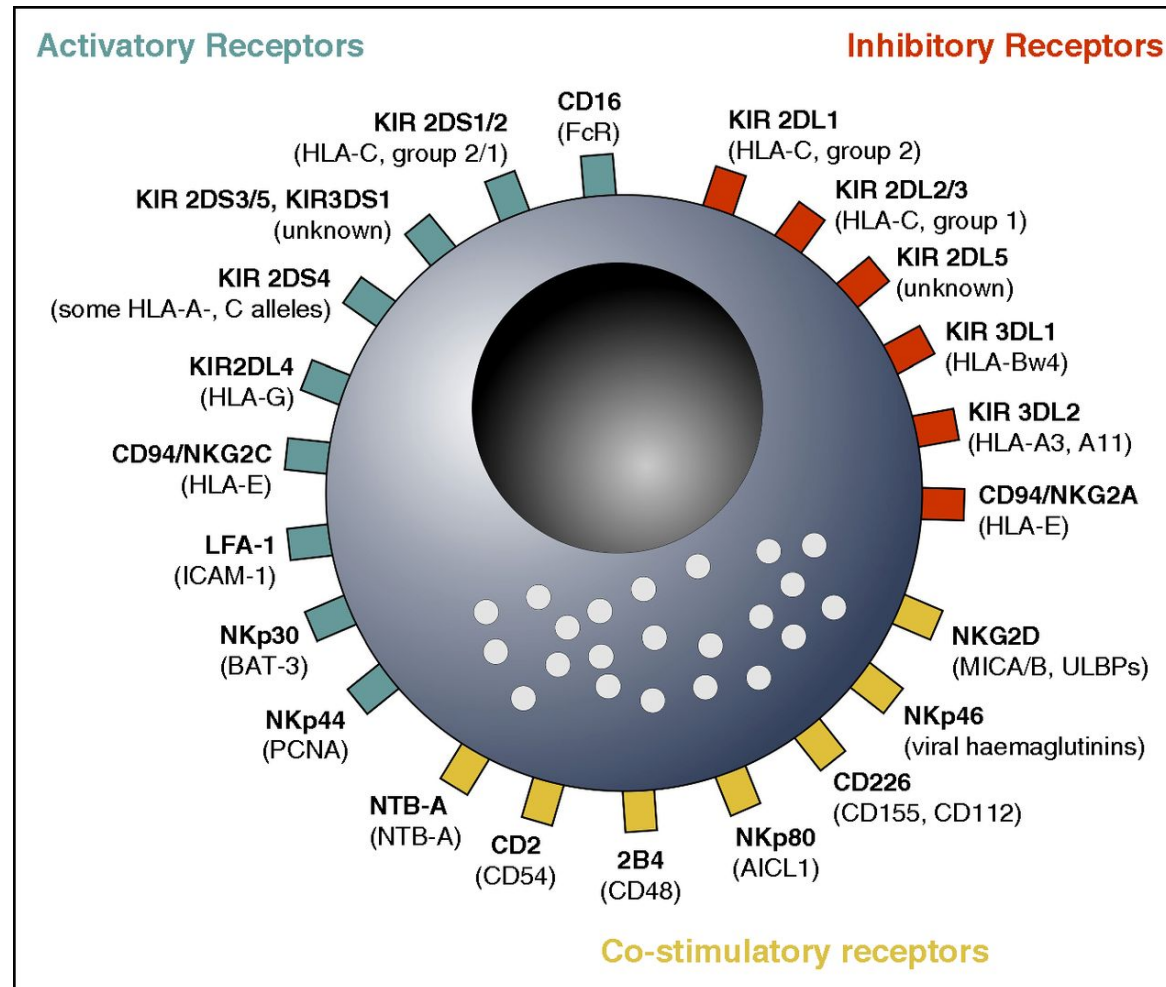 Activatory Receptors
Inhibitory Receptors
CD16
(FcR)
KIR 2DS1/2
(HLA-C, group 2/1)
KIR 2DS3/5, KIR3DS1
(unknown)
KIR 2DS4
(some HLA-A-, C alleles)
KIR2DL4
(HLA-G)
CD94/NKG2C
(HLA-E)
LFA-1
(ICAM-1)
NKp30
(BAT-3)
NKp44
(PCNA)
KIR 2DL1
(HLA-C, group 2)
KIR 2DL2/3
(HLA-C, group 1)
KIR 2DL5
(unknown)
KIR 3DL1
(HLA-Bw4)
KIR 3DL2
(HLA-A3, A11)
CD94/NKG2A
(HLA-E)
NKG2D
(MICA/B, ULBPs)
NKp46
(viral haemaglutinins)
CD226
(CD155, CD112)
NKp80
(AICL1)
2B4
(CD48)
CD2
(CD54)
NTB-A
(NTB-A)
Co-stimulatory receptors